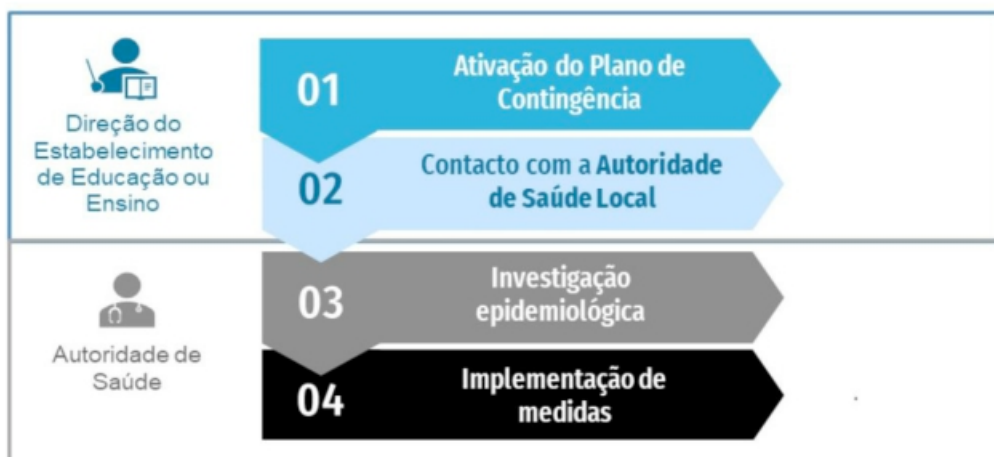 Direção do
Estabelecimento
de Educação ou
Ensino
01
Ativação do Plano de
Contingência
02
Contacto com a Autoridade
de Saúde Local
Autoridade de
Saúde
03
Investigação
epidemiológica
04
Implementação de
medidas